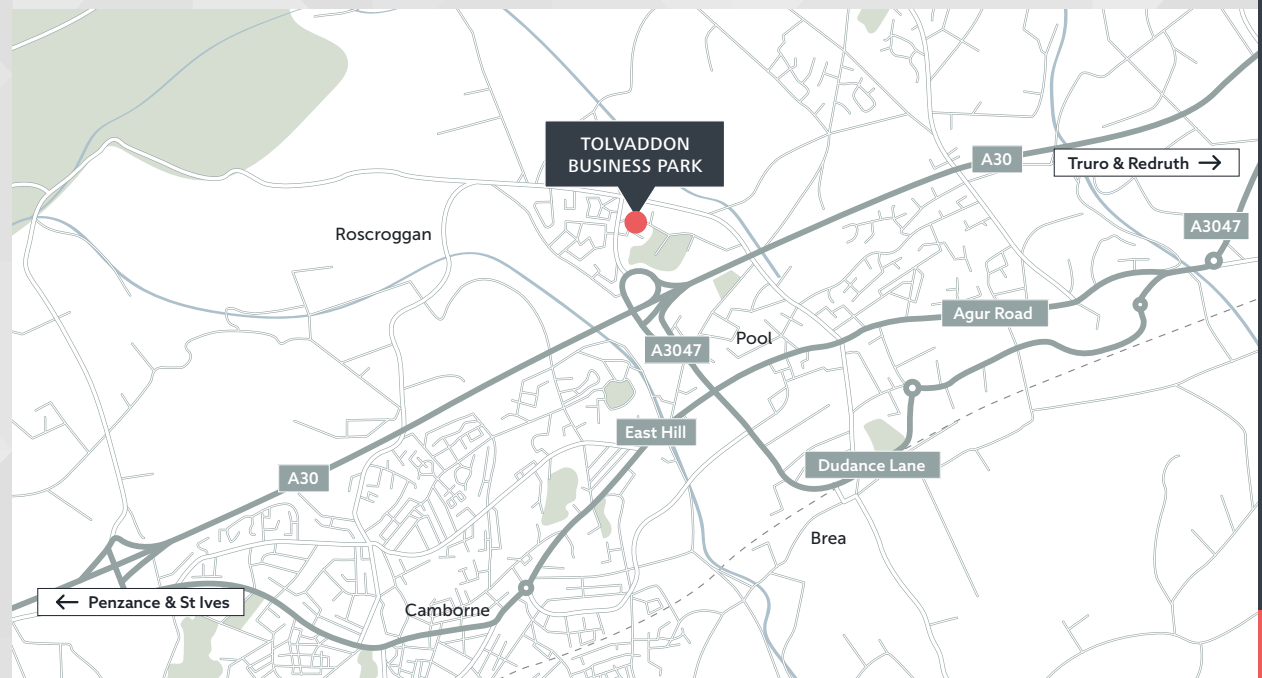 TOLVADDON
BUSINESS PARK
A30
Truro & Redruth
A3047
Roscroggan
Agur Road
Pool
A3047
East Hill
Dudance Lane
A30
Brea
Penzance & St Ives
Camborne